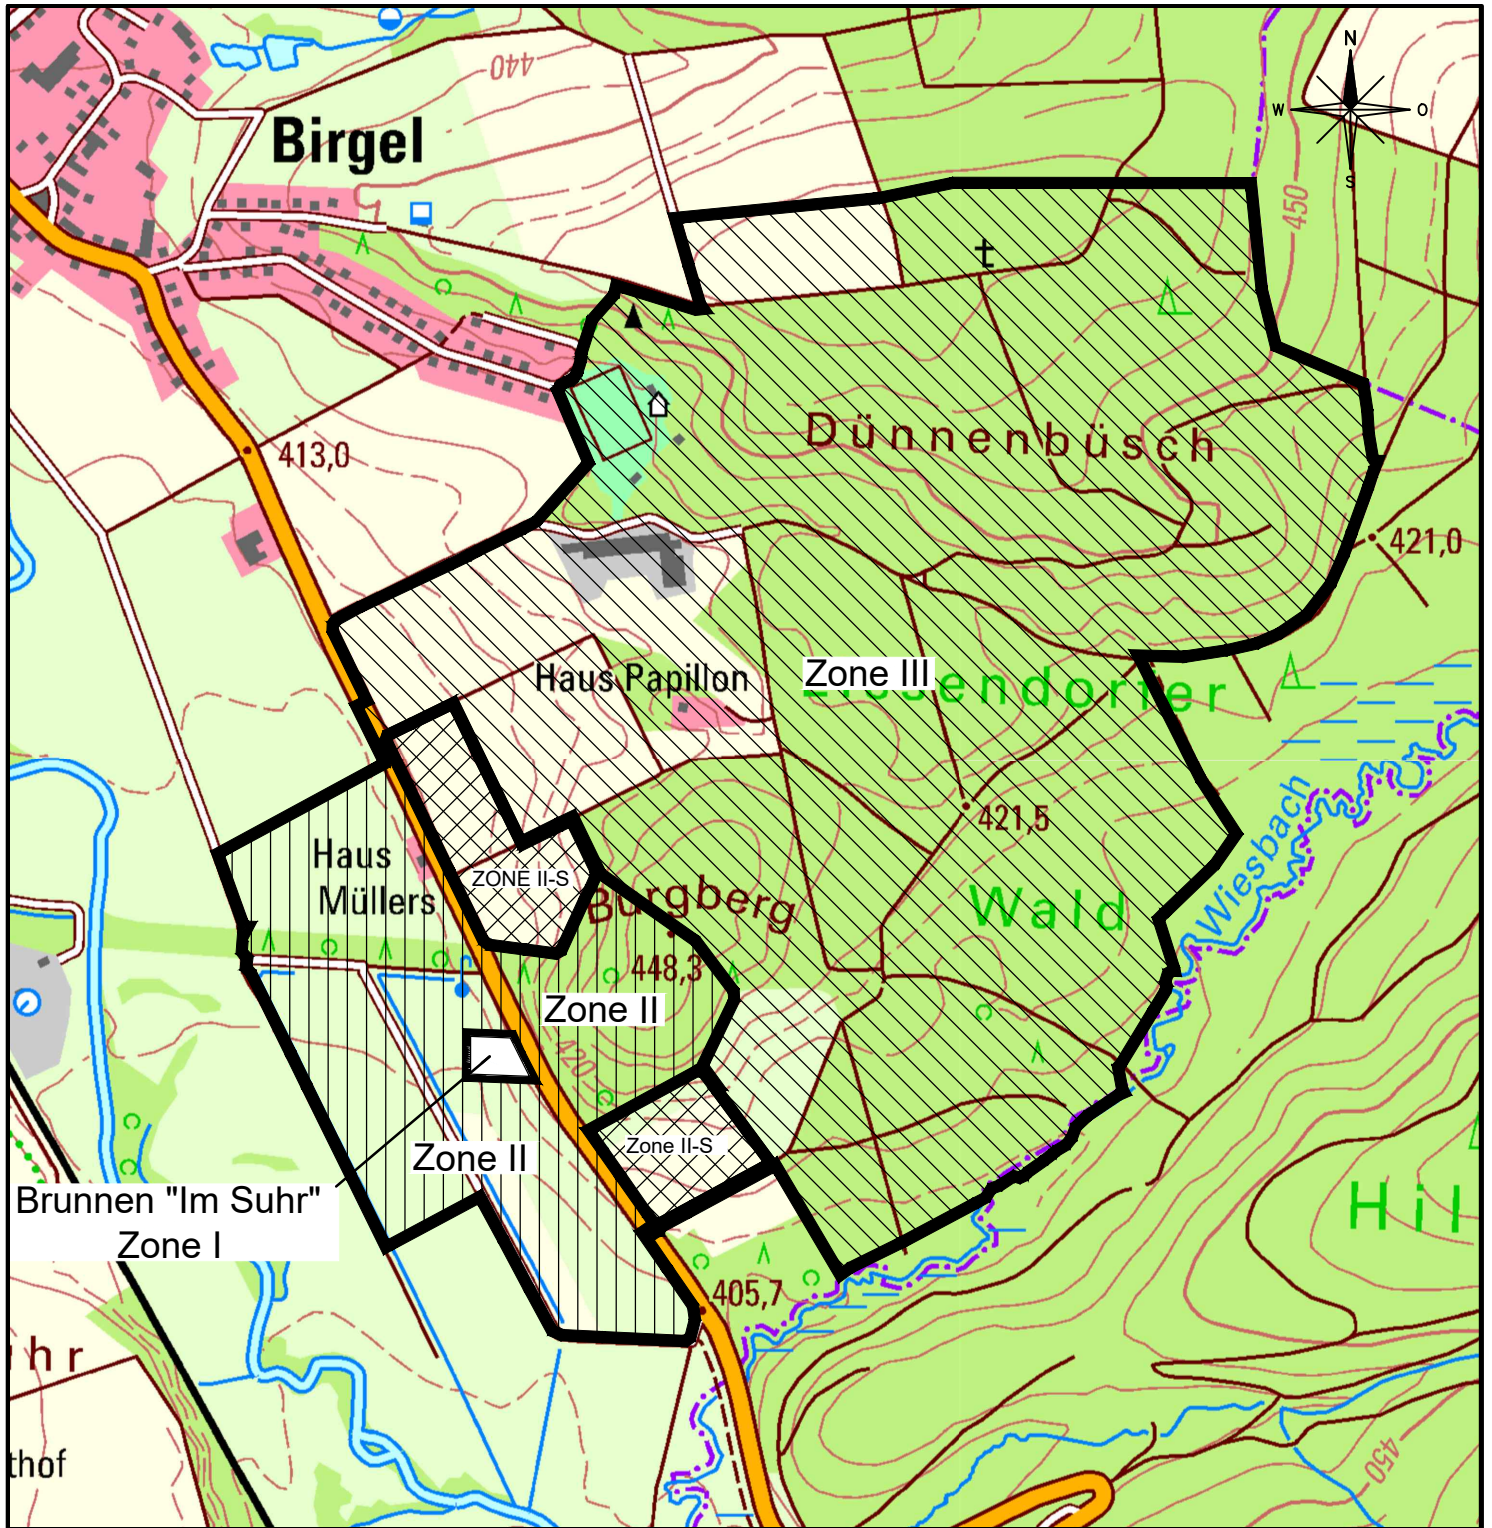 440
N
W
O
S
Birgel
450
t
413,0
Dünnenbüsch
421,0
Haus Papillon
Zone III
421,5
Haus
Müllers
ZONE II-S
Burgberg
Wald
Wiesbach
448,3
Zone II
420
Zone II
Zone II-S
Brunnen "Im Suhr"
Zone I
Hil
405,7
hr
thof
450